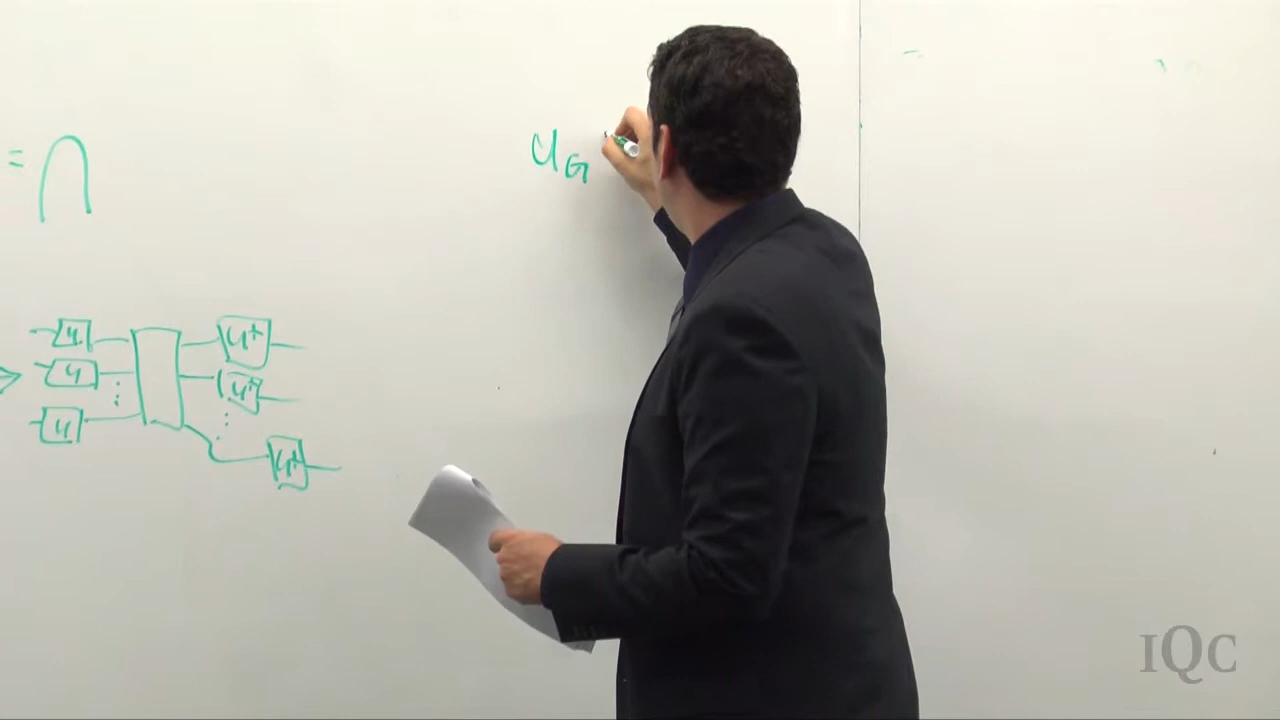 = ∩
U_G
U U†
U U†
U U†
IQC